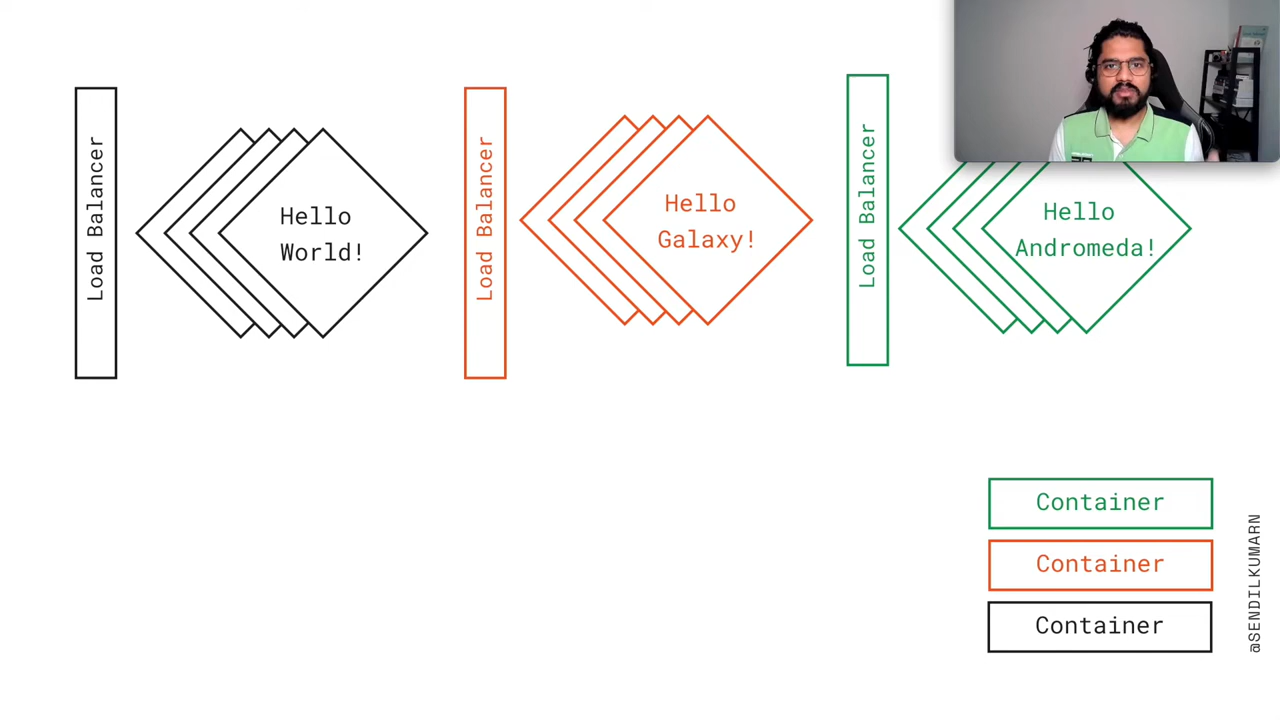 Load Balancer
Hello
World!
Load Balancer
Hello
Galaxy!
Load Balancer
Hello
Andromeda!
Container
Container
Container
@SENDILKUMARN